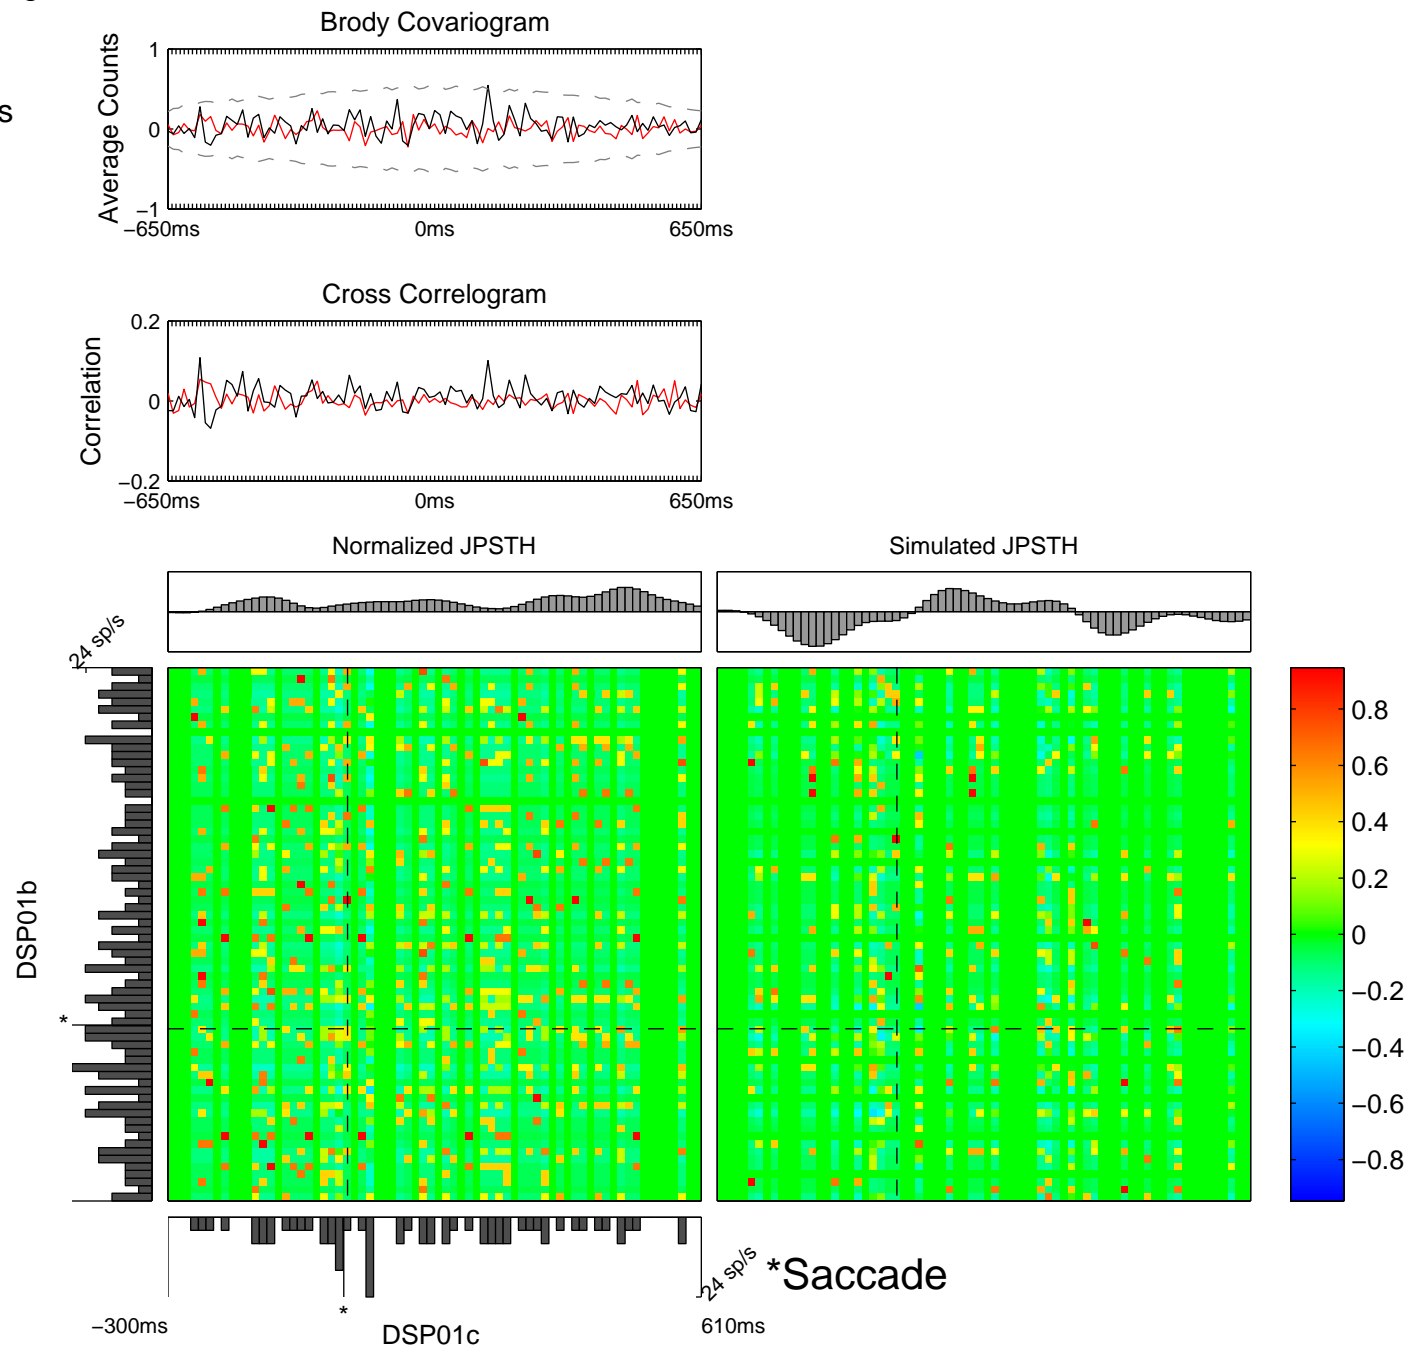 g
Brody Covariogram
s
Average Counts
1
0
−1
−650ms
0ms
650ms
Cross Correlogram
Correlation
0.2
0
−0.2
−650ms
0ms
650ms
Normalized JPSTH
Simulated JPSTH
24 sp/s
DSP01b
*
0.8
0.6
0.4
0.2
0
−0.2
−0.4
−0.6
−0.8
24 sp/s
*Saccade
*
−300ms
DSP01c
610ms